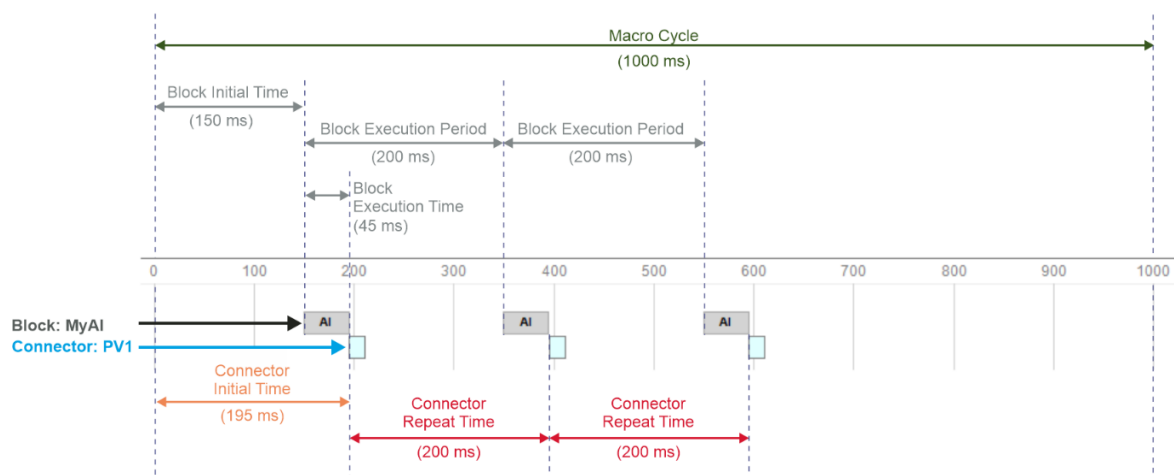 Macro Cycle
(1000 ms)
Block Initial Time
(150 ms)
Block Execution Period
(200 ms)
Block Execution Period
(200 ms)
Block
Execution Time
(45 ms)
0 200 300 400 500 600 700 800 900 1000
Block: MyAI
AI AI AI
Connector: PV1
Connector
Initial Time
(195 ms)
Connector
Repeat Time
(200 ms)
Connector
Repeat Time
(200 ms)